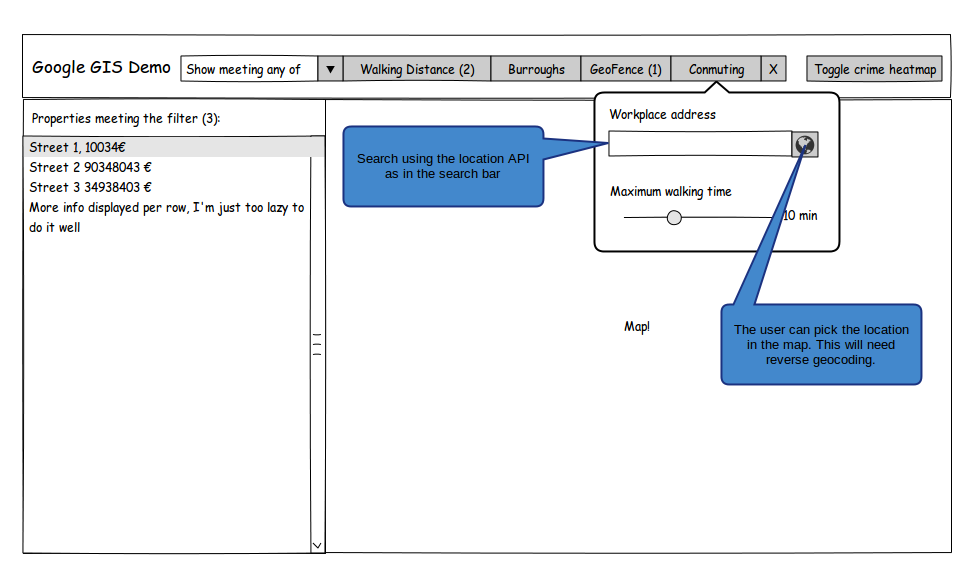 Google GIS Demo
Show meeting any of
Walking Distance (2)
Burroughs
GeoFence (1)
Conmuting
X
Toggle crime heatmap
Properties meeting the filter (3):
Street 1, 10034€
Street 2 90348043 €
Street 3 34938403 €
More info displayed per row, I'm just too lazy to
do it well
Search using the location API
as in the search bar
Workplace address
Maximum walking time
10 min
Map!
The user can pick the location
in the map. This will need
reverse geocoding.